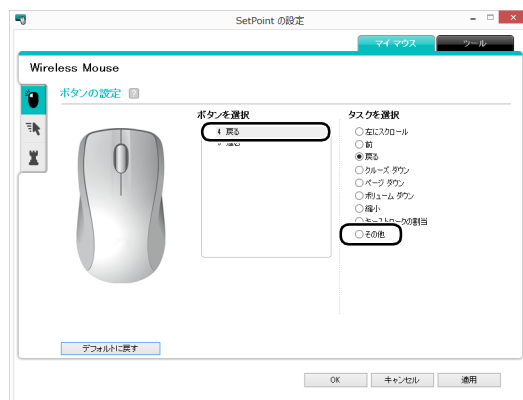 SetPoint の設定
マイ マウス
ツール
Wireless Mouse
ボタンの設定 ?
ボタンを選択
4 戻る
タスクを選択
左にスクロール
前
戻る
クルーズ ダウン
ページ ダウン
ボリューム ダウン
縮小
キーストロークの割当
その他
デフォルトに戻す
OK
キャンセル
適用